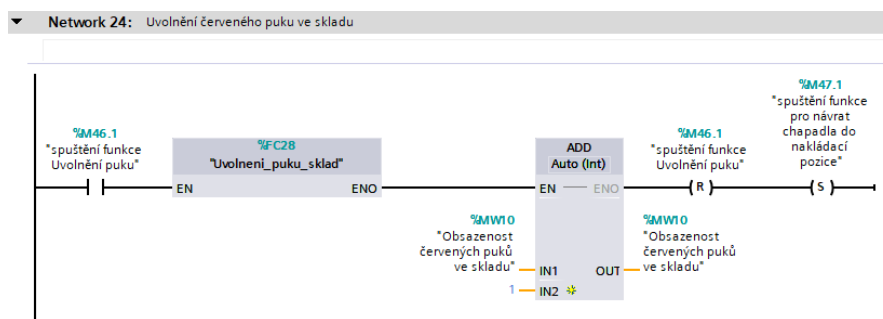 Network 24: Uvolnění červeného puku ve skladu
%M46.1
"spuštění funkce
Uvolnění puku"
%FC28
"Uvolneni_puku_sklad"
EN
ENO
ADD
Auto (Int)
EN
ENO
%M46.1
"spuštění funkce
Uvolnění puku"
( R )
%M47.1
"spuštění funkce
pro návrat
chapadla do
nakládací
pozice"
( S )
%MW10
"Obsazenost
červených puků
ve skladu"
IN1
1
IN2
OUT
%MW10
"Obsazenost
červených puků
ve skladu"